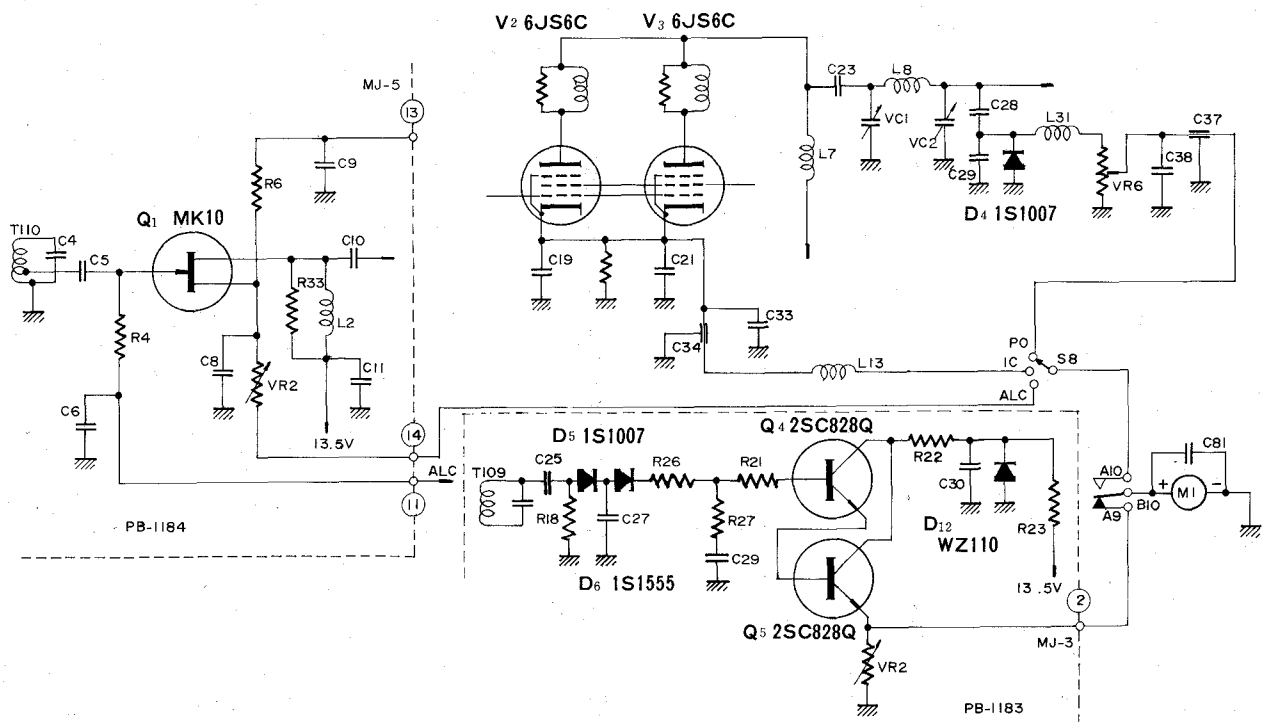 V2 6JS6C
V3 6JS6C
MJ-5
13
C9
R6
Q1 MK10
T110
C4
C5
C10
R33
L2
R4
C8
VR2
C11
C6
13.5V
14
ALC
11
PB-1184
C23
L8
VC1
VC2
L7
C28
C29
L31
D4 1S1007
VR6
C38
C37
C19
C21
C33
C34
L13
PO
IC
S8
ALC
D5 1S1007
Q4 2SC828Q
T109
C25
R18
C27
R26
R21
R27
C29
D6 1S1555
R22
C30
D12
WZ110
R23
13.5V
Q5 2SC828Q
VR2
2
MJ-3
PB-1183
A10
B10
A9
C81
+
M1
−